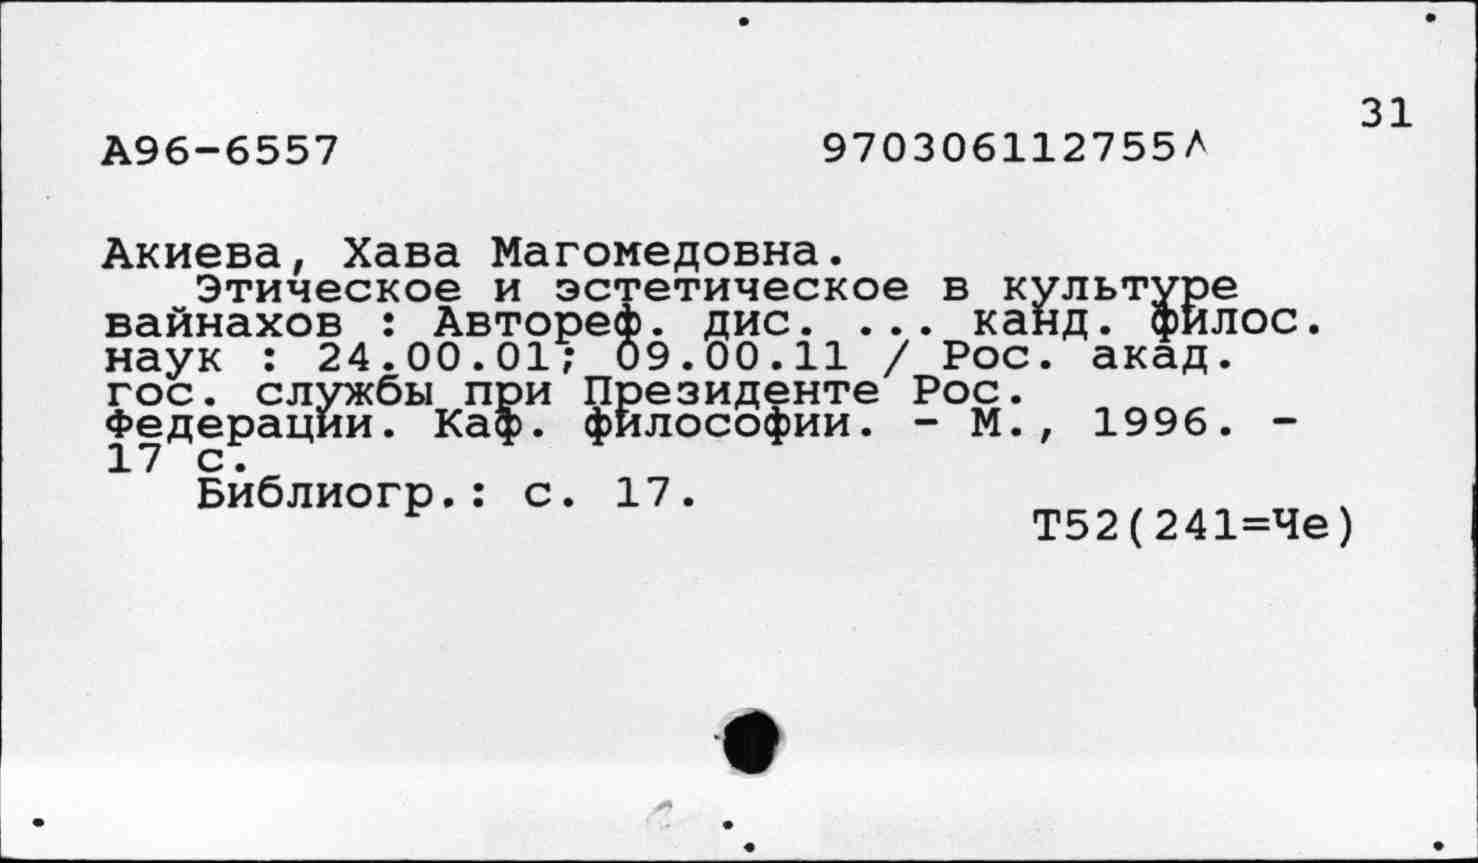 31
А96-6557 970306112755Л
Акиева, Хава Магомедовна.
Этическое и эстетическое в культуре
вайнахов : Автореф. дис. ... канд. филос.
наук : 24.00.01; 09.00.11 / Рос. акад.
гос. службы при Президенте Рос.
Федерации. Каф. философии. - М., 1996. -
17 с.
Библиогр.: с. 17.
Т52(241=Че)